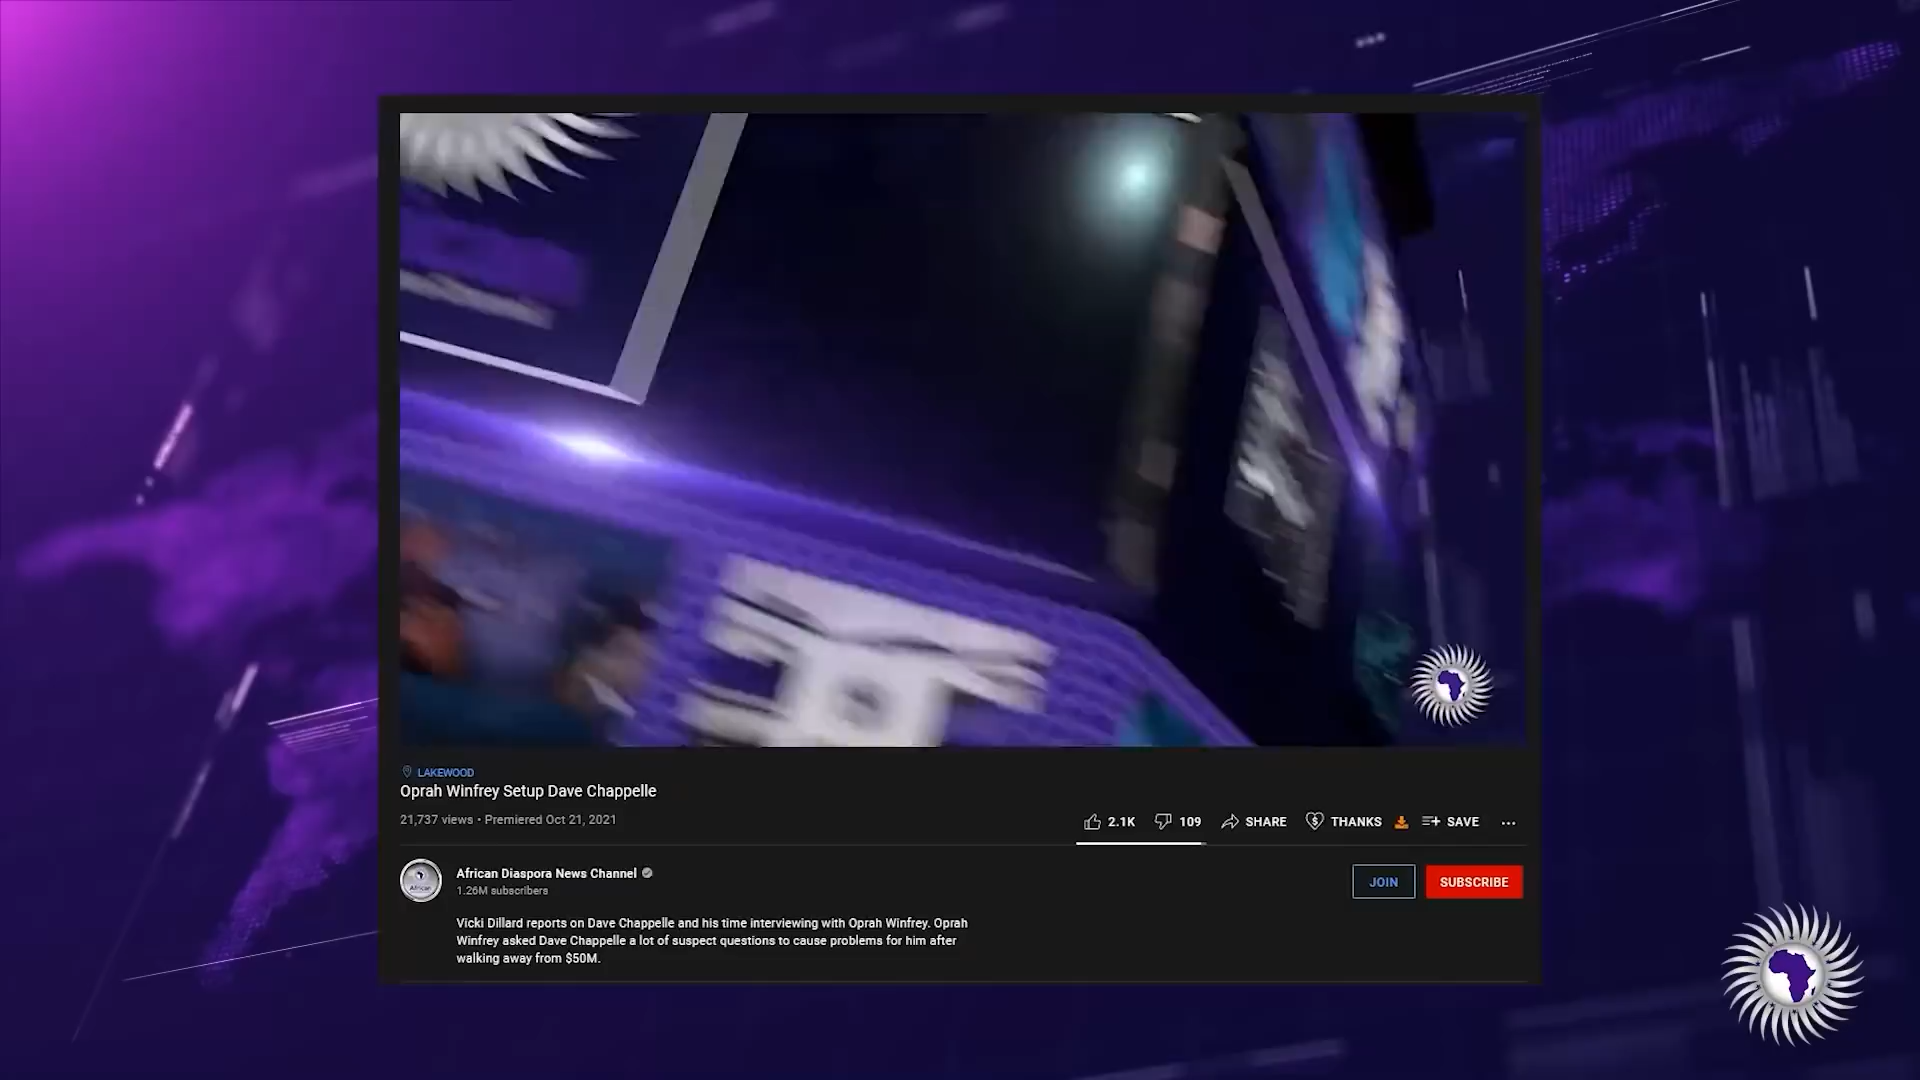 LAKEWOOD
Oprah Winfrey Setup Dave Chappelle
21,737 views • Premiered Oct 21, 2021
2.1K 109 SHARE THANKS SAVE ...
African Diaspora News Channel
1.26M subscribers
JOIN SUBSCRIBE
Vicki Dillard reports on Dave Chappelle and his time interviewing with Oprah Winfrey. Oprah
Winfrey asked Dave Chappelle a lot of suspect questions to cause problems for him after
walking away from $50M.